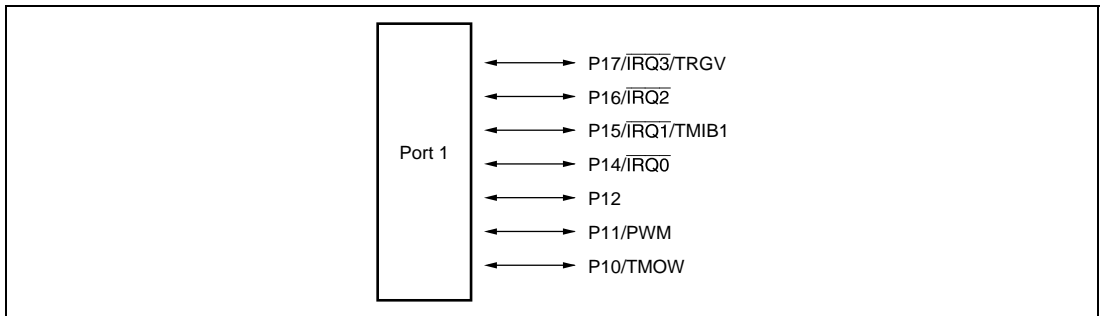 Port 1
P17/IRQ3/TRGV
P16/IRQ2
P15/IRQ1/TMIB1
P14/IRQ0
P12
P11/PWM
P10/TMOW